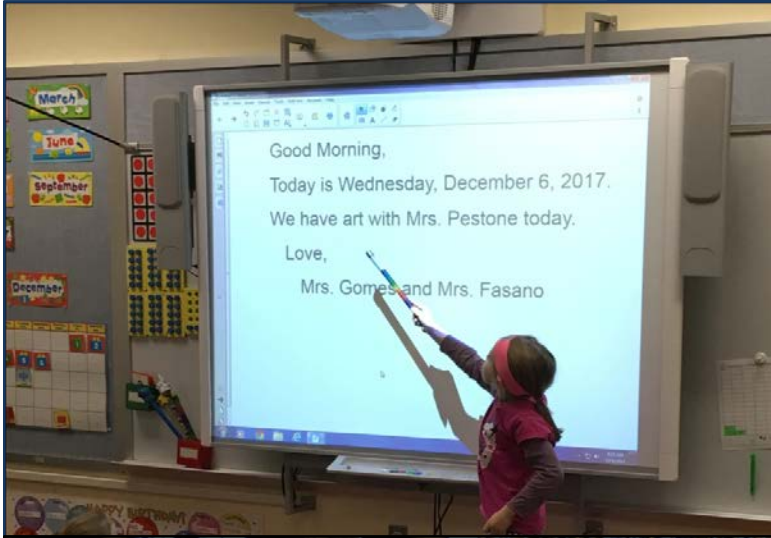 March
June
September
December
Good Morning,
Today is Wednesday, December 6, 2017.
We have art with Mrs. Pestone today.
Love,
Mrs. Gomes and Mrs. Fasano
HAPPY BIRTHDAY